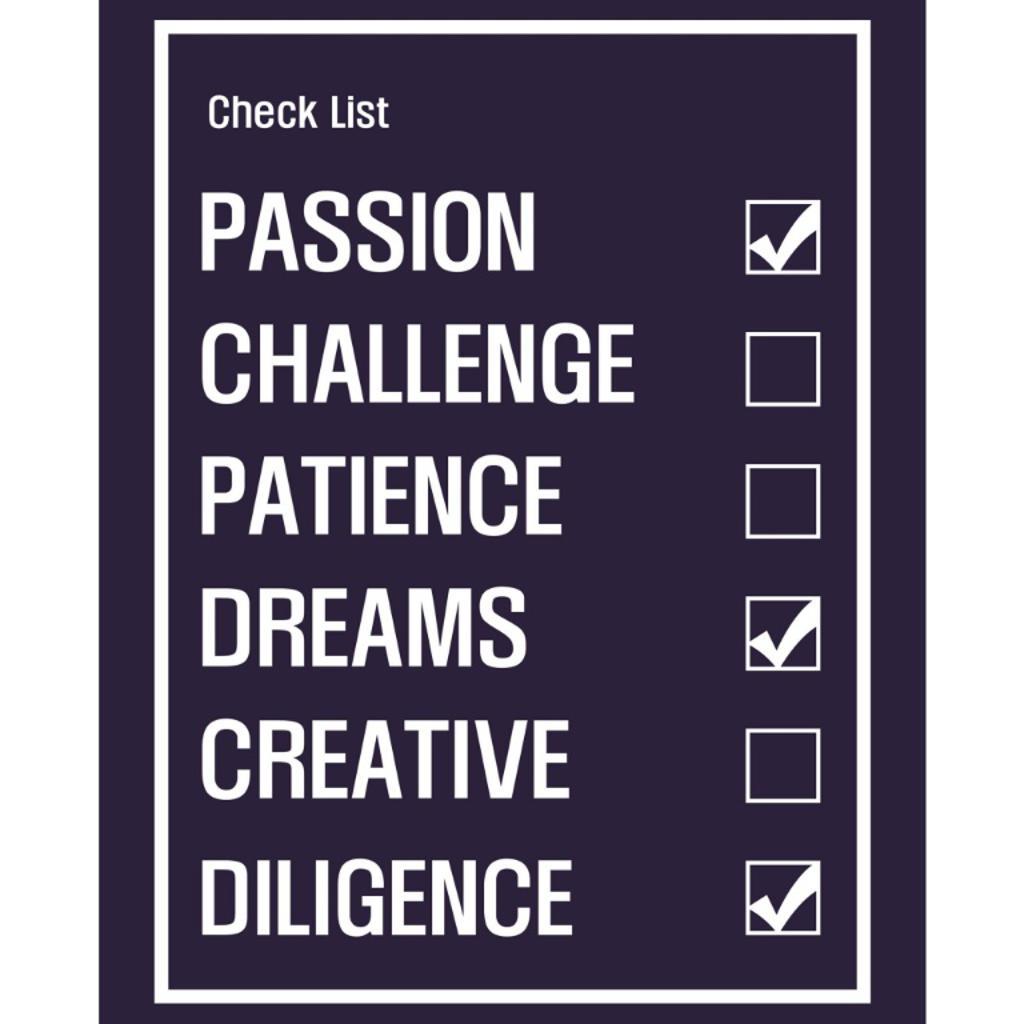 Check List
PASSION
CHALLENGE
PATIENCE
DREAMS
CREATIVE
DILIGENCE